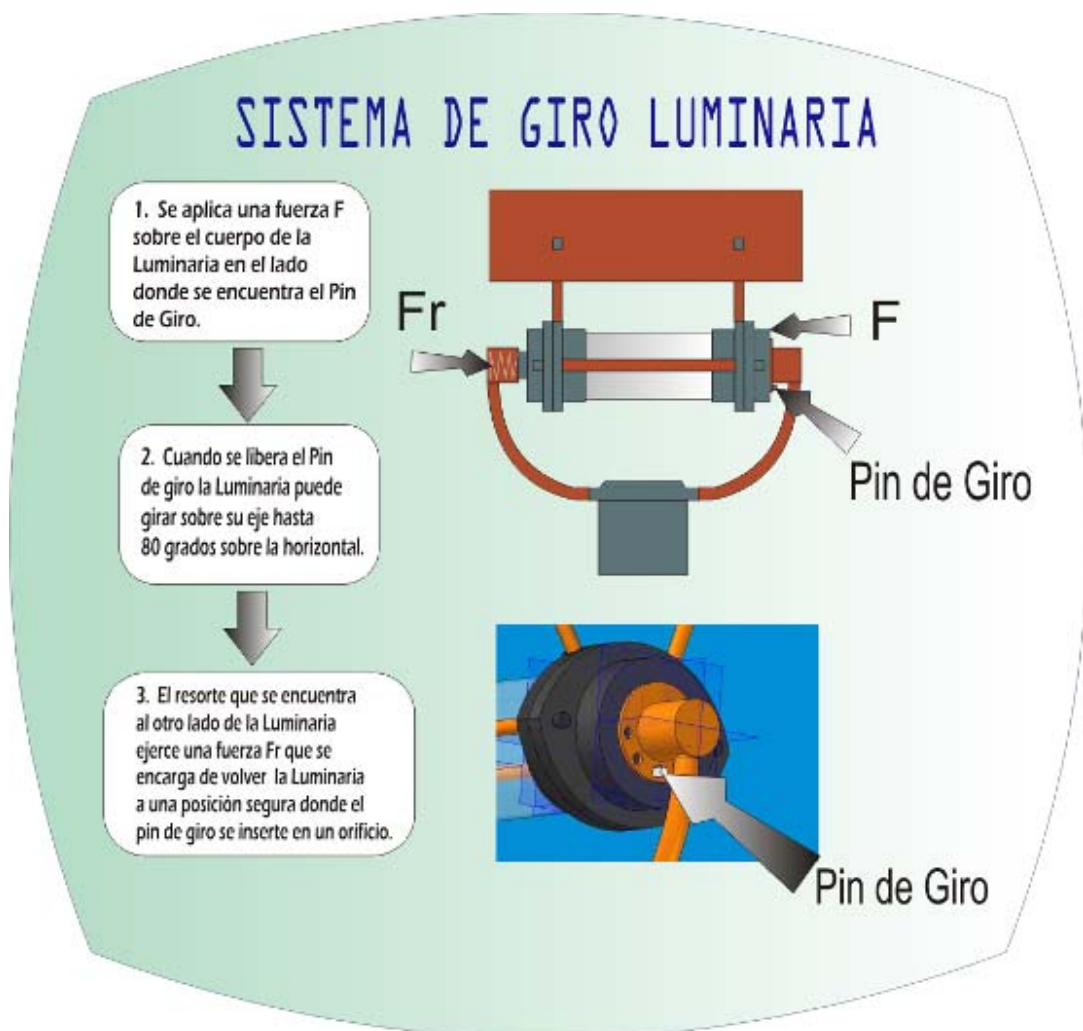 SISTEMA DE GIRO LUMINARIA
1. Se aplica una fuerza F
sobre el cuerpo de la
Luminaria en el lado
donde se encuentra el Pin
de Giro.
Fr
F
Pin de Giro
2. Cuando se libera el Pin
de giro la Luminaria puede
girar sobre su eje hasta
80 grados sobre la horizontal.
3. El resorte que se encuentra
al otro lado de la Luminaria
ejerce una fuerza Fr que se
encarga de volver la Luminaria
a una posición segura donde el
pin de giro se inserte en un orificio.
Pin de Giro